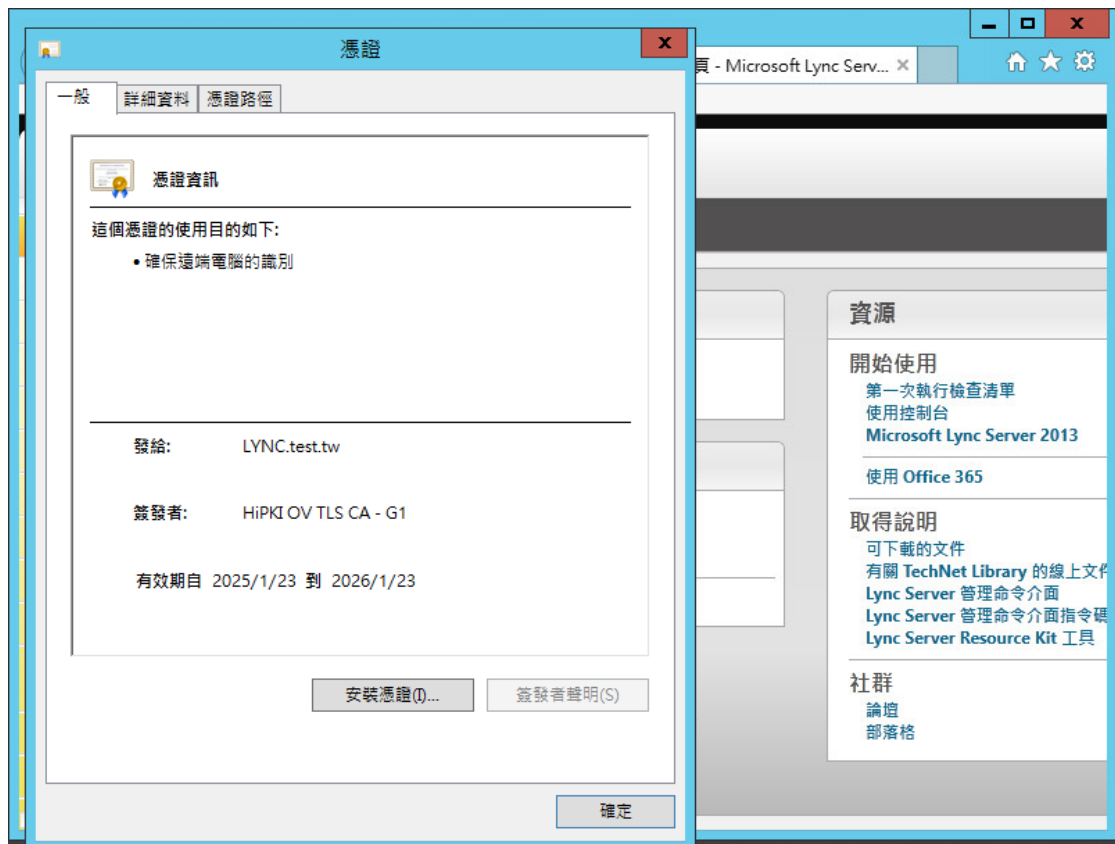 憑證
一般
詳細資料
憑證路徑
憑證資訊
這個憑證的使用目的如下:
• 確保遠端電腦的識別
發給: LYNC.test.tw
簽發者: HiPKI OV TLS CA - G1
有效期自 2025/1/23 到 2026/1/23
安裝憑證(I)...
簽發者聲明(S)
確定
頁 - Microsoft Lync Serv...
資源
開始使用
第一次執行檢查清單
使用控制台
Microsoft Lync Server 2013
使用 Office 365
取得說明
可下載的文件
有關 TechNet Library 的線上文件
Lync Server 管理命令介面
Lync Server 管理命令介面指令碼
Lync Server Resource Kit 工具
社群
論壇
部落格